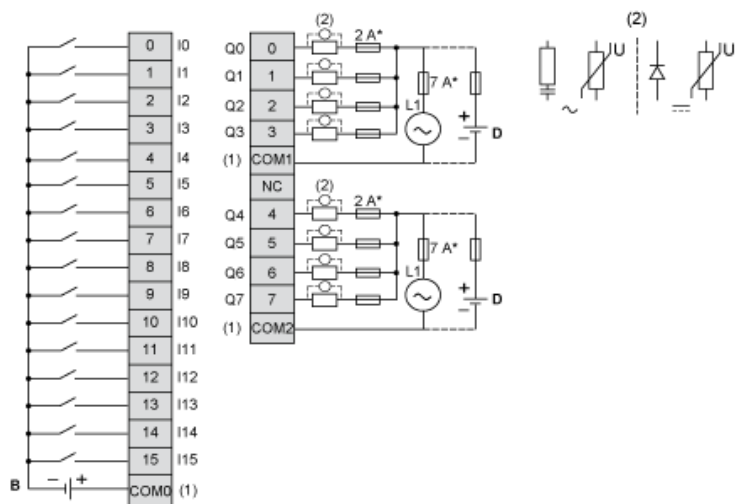 0 I0
1 I1
2 I2
3 I3
4 I4
5 I5
6 I6
7 I7
8 I8
9 I9
10 I10
11 I11
12 I12
13 I13
14 I14
15 I15
B − + COM0 (1)
(2) 2 A*
Q0 0
Q1 1
Q2 2
Q3 3
7 A*
L1
+
−
D
(1) COM1
NC
(2) 2 A*
Q4 4
Q5 5
Q6 6
Q7 7
7 A*
L1
+
−
D
(1) COM2
(2)
U U